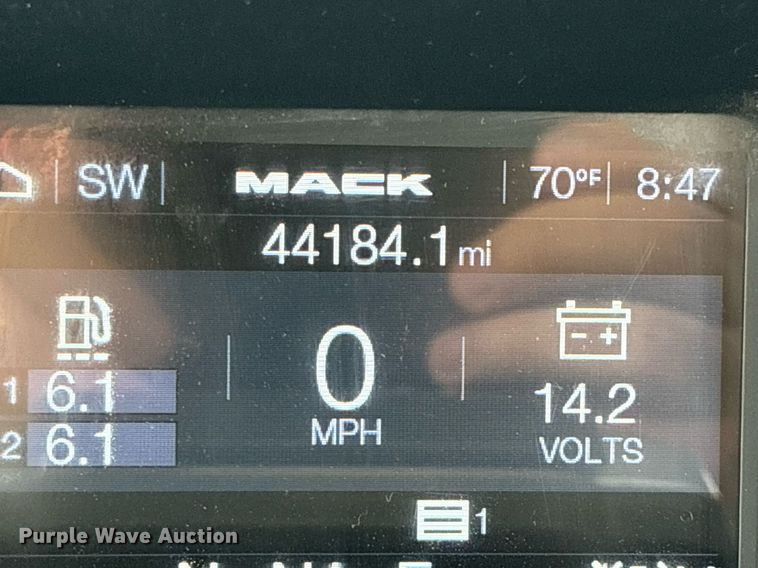 SW MACK 70°F 8:47
44184.1 mi
1 6.1
2 6.1
0
MPH
14.2
VOLTS
1
Purple Wave Auction